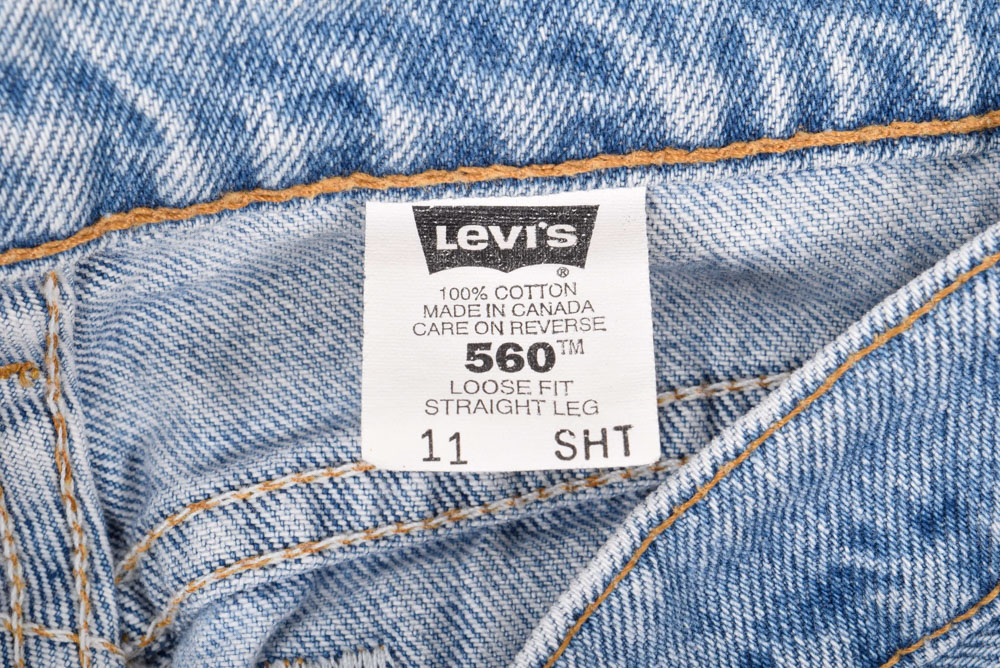 Levi's
®
100% COTTON
MADE IN CANADA
CARE ON REVERSE
560™
LOOSE FIT
STRAIGHT LEG
11 SHT